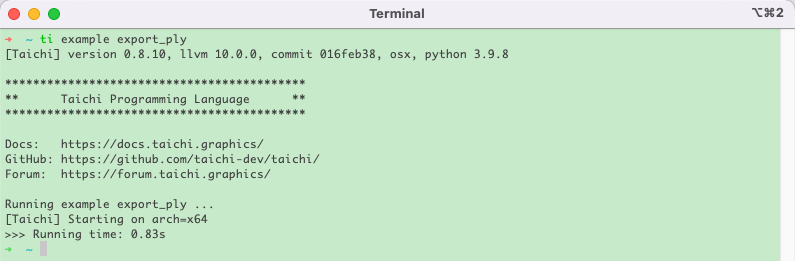 Terminal
⌥⌘2
➜ ~ ti example export_ply
[Taichi] version 0.8.10, llvm 10.0.0, commit 016feb38, osx, python 3.9.8
*******************************************
** Taichi Programming Language **
*******************************************
Docs: https://docs.taichi.graphics/
GitHub: https://github.com/taichi-dev/taichi/
Forum: https://forum.taichi.graphics/
Running example export_ply ...
[Taichi] Starting on arch=x64
>>> Running time: 0.83s
➜ ~